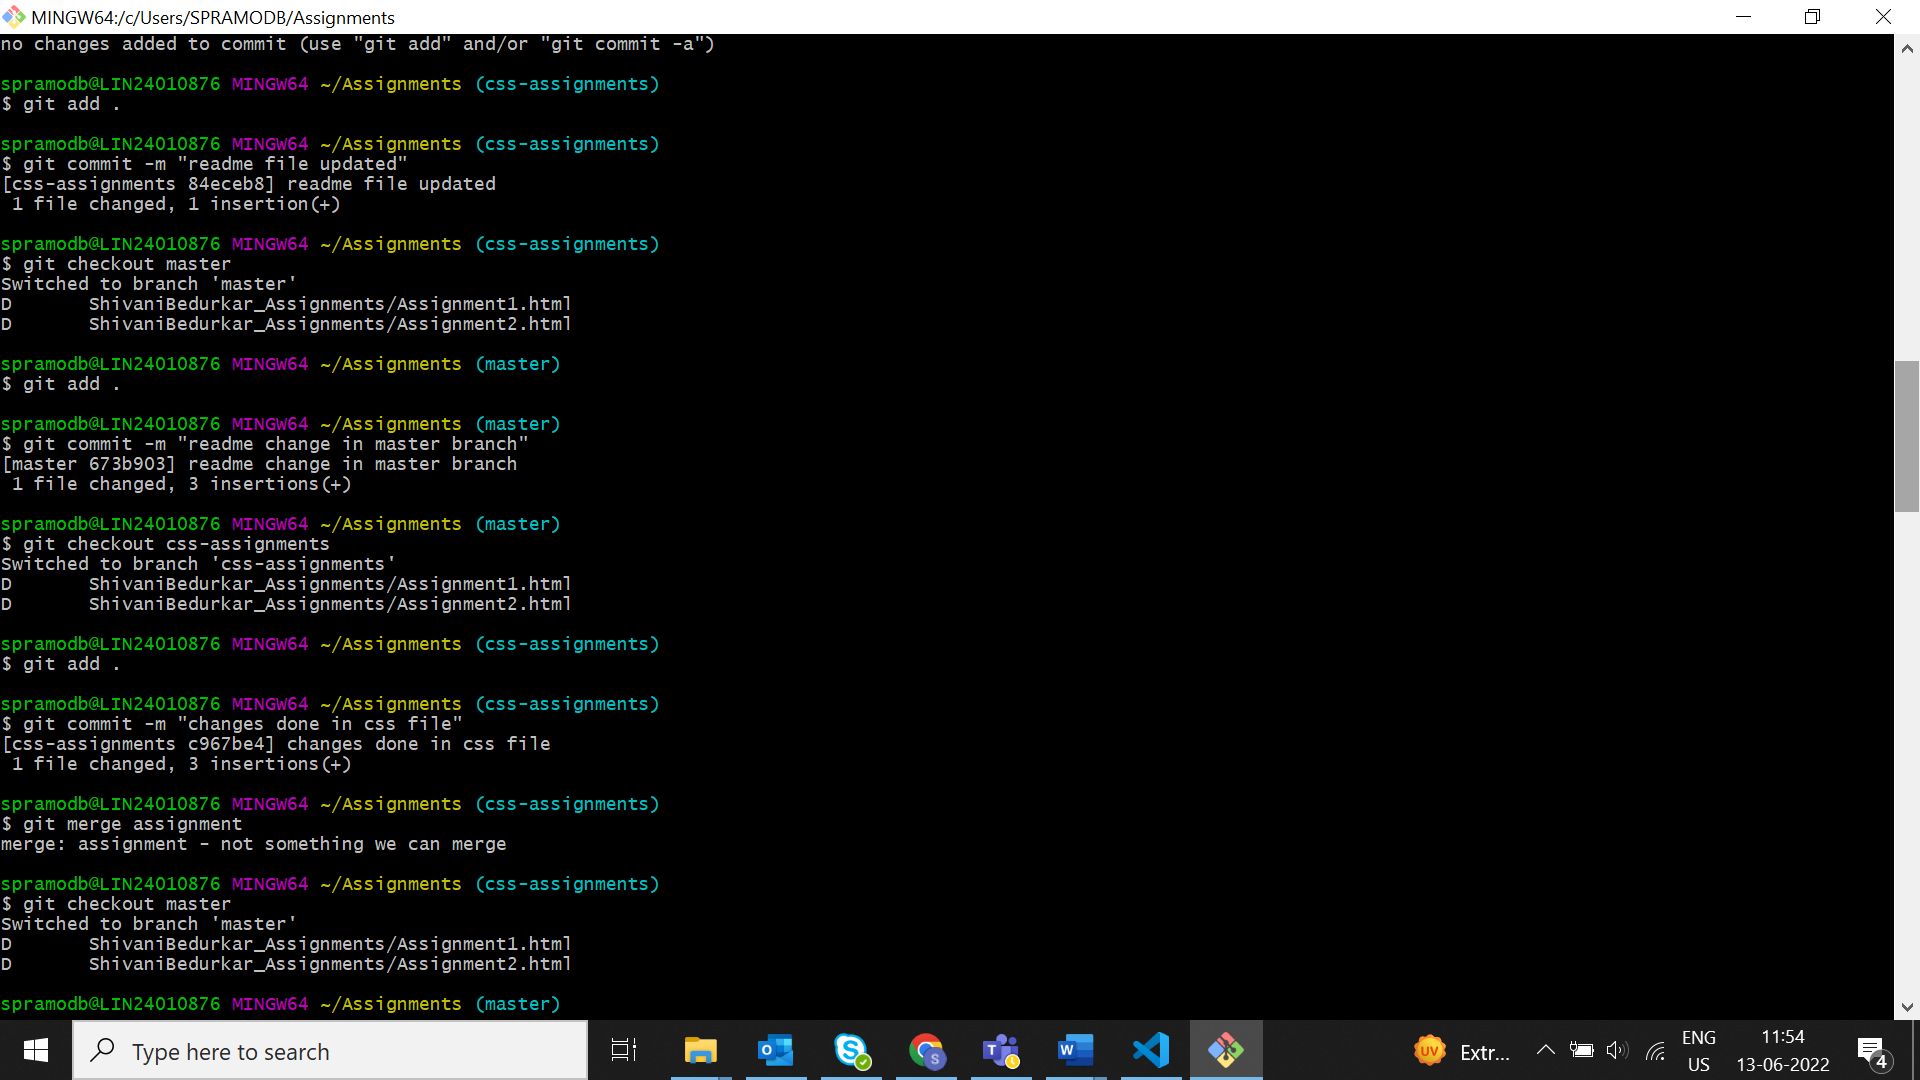 MINGW64:/c/Users/SPRAMODB/Assignments
no changes added to commit (use "git add" and/or "git commit -a")
spramodb@LIN24010876 MINGW64 ~/Assignments (css-assignments)
$ git add .
spramodb@LIN24010876 MINGW64 ~/Assignments (css-assignments)
$ git commit -m "readme file updated"
[css-assignments 84eceb8] readme file updated
 1 file changed, 1 insertion(+)
spramodb@LIN24010876 MINGW64 ~/Assignments (css-assignments)
$ git checkout master
Switched to branch 'master'
D       ShivaniBedurkar_Assignments/Assignment1.html
D       ShivaniBedurkar_Assignments/Assignment2.html
spramodb@LIN24010876 MINGW64 ~/Assignments (master)
$ git add .
spramodb@LIN24010876 MINGW64 ~/Assignments (master)
$ git commit -m "readme change in master branch"
[master 673b903] readme change in master branch
 1 file changed, 3 insertions(+)
spramodb@LIN24010876 MINGW64 ~/Assignments (master)
$ git checkout css-assignments
Switched to branch 'css-assignments'
D       ShivaniBedurkar_Assignments/Assignment1.html
D       ShivaniBedurkar_Assignments/Assignment2.html
spramodb@LIN24010876 MINGW64 ~/Assignments (css-assignments)
$ git add .
spramodb@LIN24010876 MINGW64 ~/Assignments (css-assignments)
$ git commit -m "changes done in css file"
[css-assignments c967be4] changes done in css file
 1 file changed, 3 insertions(+)
spramodb@LIN24010876 MINGW64 ~/Assignments (css-assignments)
$ git merge assignment
merge: assignment - not something we can merge
spramodb@LIN24010876 MINGW64 ~/Assignments (css-assignments)
$ git checkout master
Switched to branch 'master'
D       ShivaniBedurkar_Assignments/Assignment1.html
D       ShivaniBedurkar_Assignments/Assignment2.html
spramodb@LIN24010876 MINGW64 ~/Assignments (master)
Type here to search
UV Extr...
ENG
US
11:54
13-06-2022
4